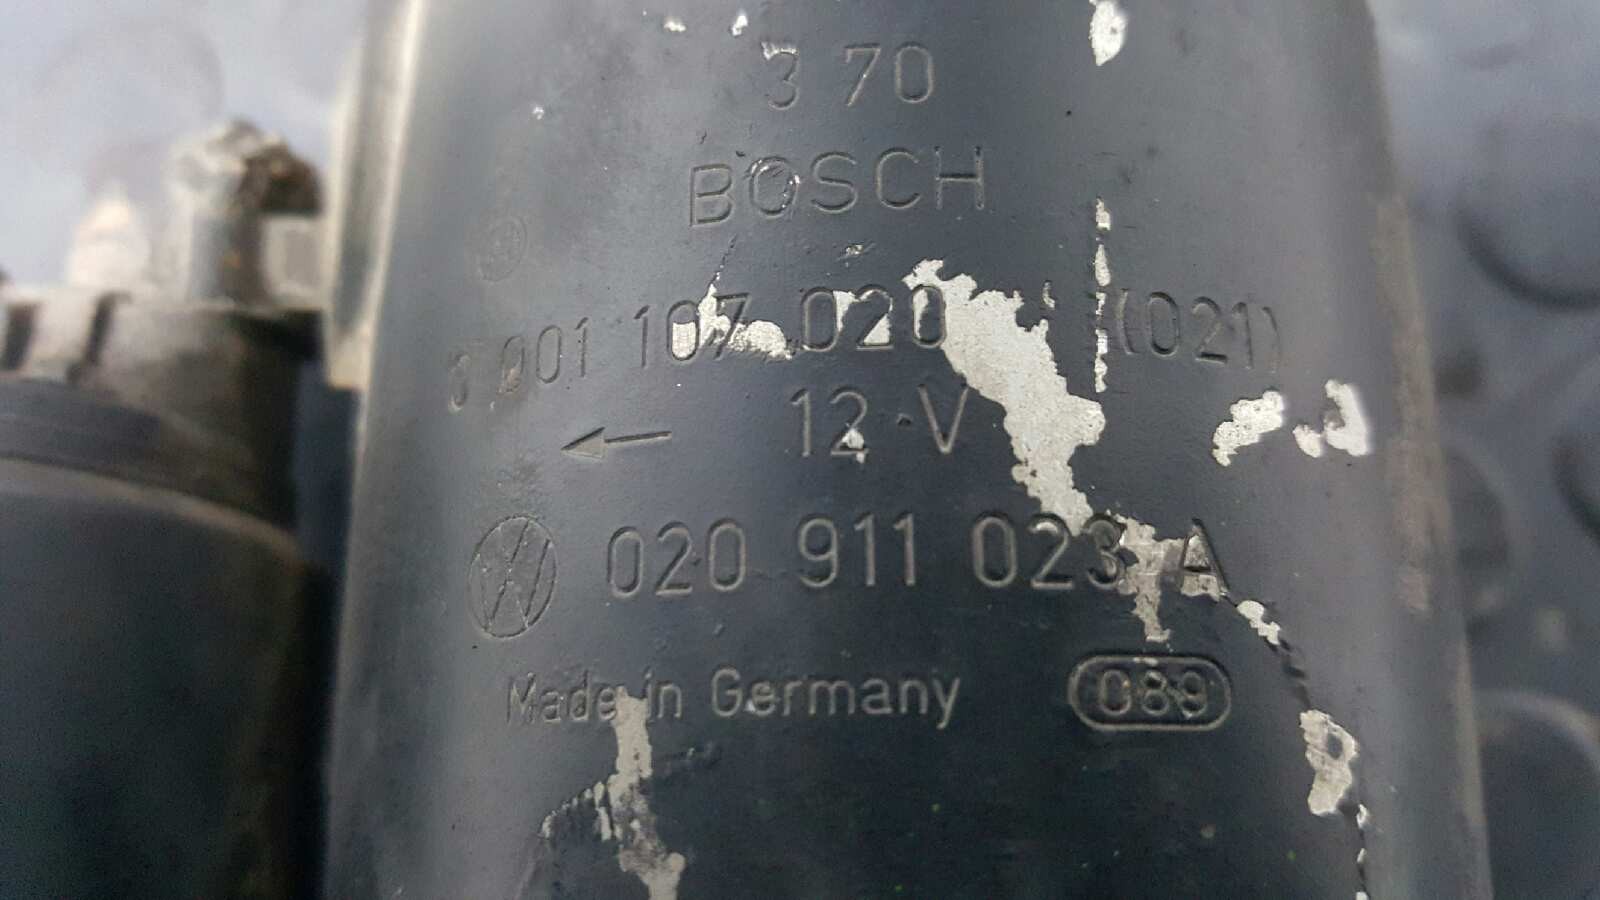 3 70
BOSCH
0 001 107 020 (021)
12 V
020 911 023 A
Made in Germany 089